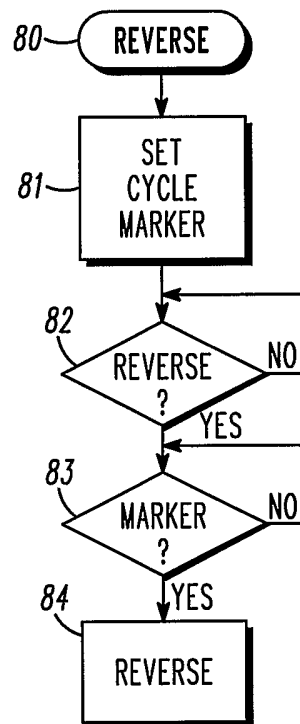 80
REVERSE
81
SET
CYCLE
MARKER
82
REVERSE
?
NO
YES
83
MARKER
?
NO
YES
84
REVERSE